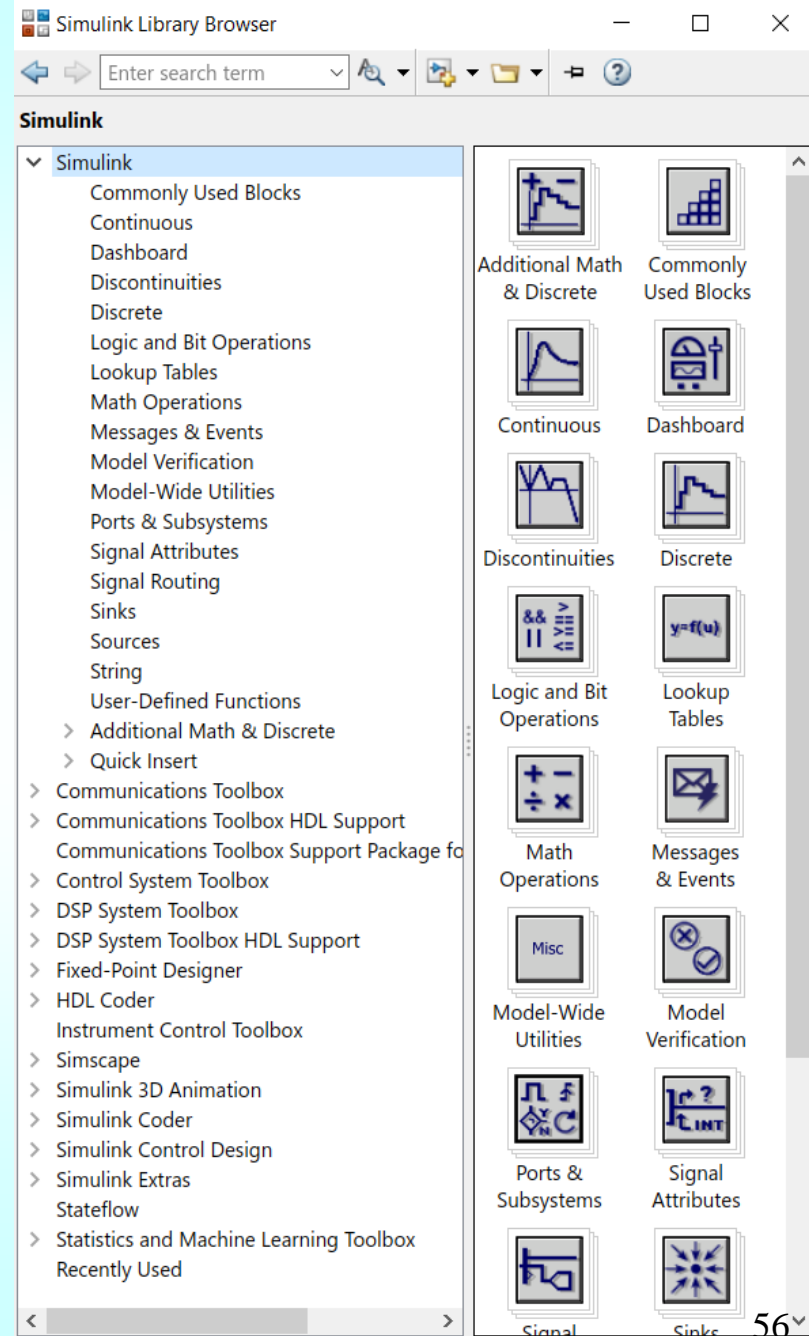 Simulink Library Browser
Enter search term
Simulink
Simulink
Commonly Used Blocks
Continuous
Dashboard
Discontinuities
Discrete
Logic and Bit Operations
Lookup Tables
Math Operations
Messages & Events
Model Verification
Model-Wide Utilities
Ports & Subsystems
Signal Attributes
Signal Routing
Sinks
Sources
String
User-Defined Functions
Additional Math & Discrete
Quick Insert
Communications Toolbox
Communications Toolbox HDL Support
Communications Toolbox Support Package fo
Control System Toolbox
DSP System Toolbox
DSP System Toolbox HDL Support
Fixed-Point Designer
HDL Coder
Instrument Control Toolbox
Simscape
Simulink 3D Animation
Simulink Coder
Simulink Control Design
Simulink Extras
Stateflow
Statistics and Machine Learning Toolbox
Recently Used
Additional Math
& Discrete
Commonly
Used Blocks
Continuous
Dashboard
Discontinuities
Discrete
&& >
== 
|| >=
<=
y=f(u)
Logic and Bit
Operations
Lookup
Tables
+ −
÷ ×
Math
Operations
Messages
& Events
Misc
Model-Wide
Utilities
Model
Verification
Y
N
?
INT
Ports &
Subsystems
Signal
Attributes
Signal
Sinks
56